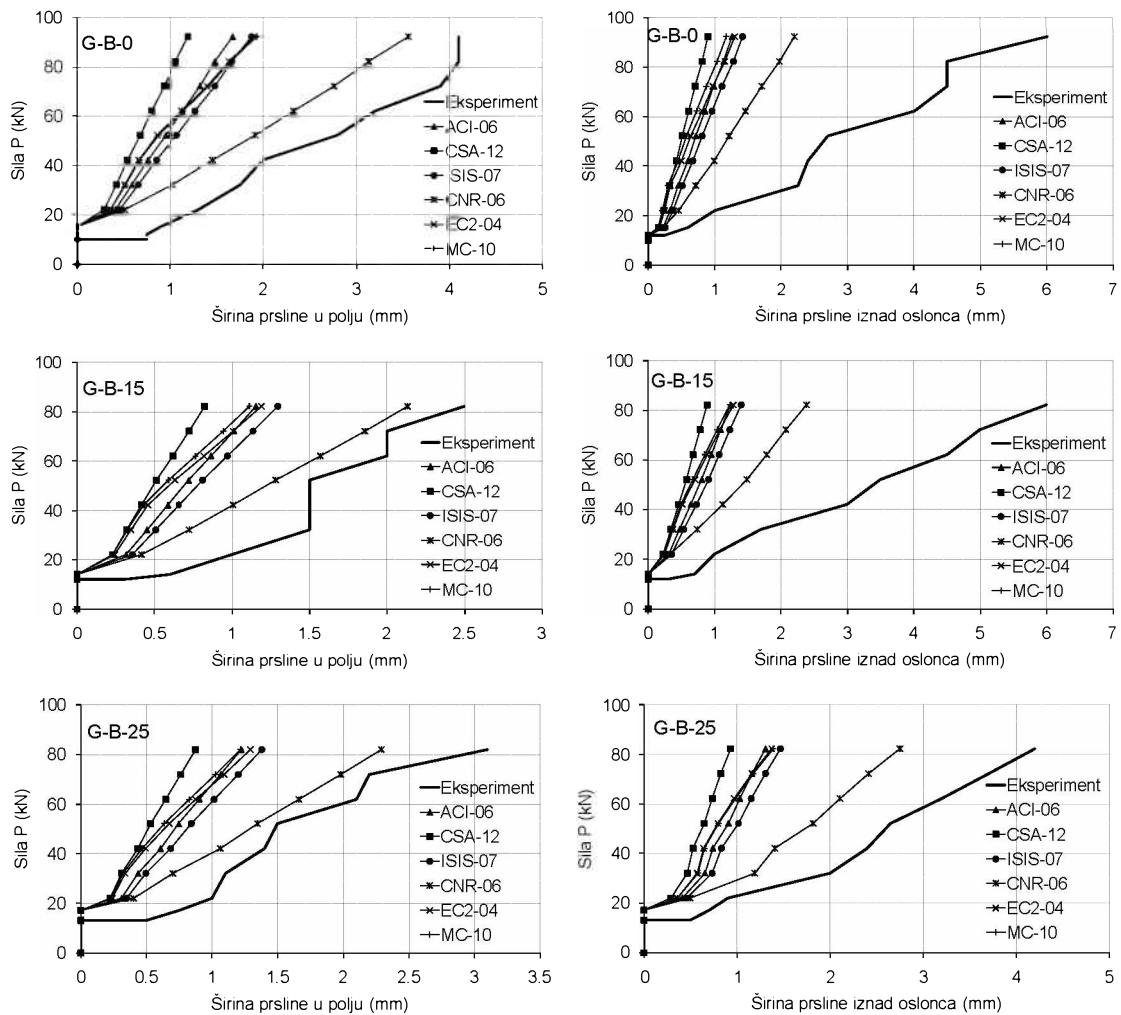 G-B-0
Sila P (kN)
100
80
60
40
20
0
0 1 2 3 4 5
Širina prsline u polju (mm)
Eksperiment
ACI-06
CSA-12
ISIS-07
CNR-06
EC2-04
MC-10
G-B-0
Sila P (kN)
100
80
60
40
20
0
0 1 2 3 4 5 6 7
Širina prsline iznad oslonca (mm)
Eksperiment
ACI-06
CSA-12
ISIS-07
CNR-06
EC2-04
MC-10
G-B-15
Sila P (kN)
100
80
60
40
20
0
0 0.5 1 1.5 2 2.5 3
Širina prsline u polju (mm)
Eksperiment
ACI-06
CSA-12
ISIS-07
CNR-06
EC2-04
MC-10
G-B-15
Sila P (kN)
100
80
60
40
20
0
0 1 2 3 4 5 6 7
Širina prsline iznad oslonca (mm)
Eksperiment
ACI-06
CSA-12
ISIS-07
CNR-06
EC2-04
MC-10
G-B-25
Sila P (kN)
100
80
60
40
20
0
0 0.5 1 1.5 2 2.5 3 3.5
Širina prsline u polju (mm)
Eksperiment
ACI-06
CSA-12
ISIS-07
CNR-06
EC2-04
MC-10
G-B-25
Sila P (kN)
100
80
60
40
20
0
0 1 2 3 4 5
Širina prsline iznad oslonca (mm)
Eksperiment
ACI-06
CSA-12
ISIS-07
CNR-06
EC2-04
MC-10